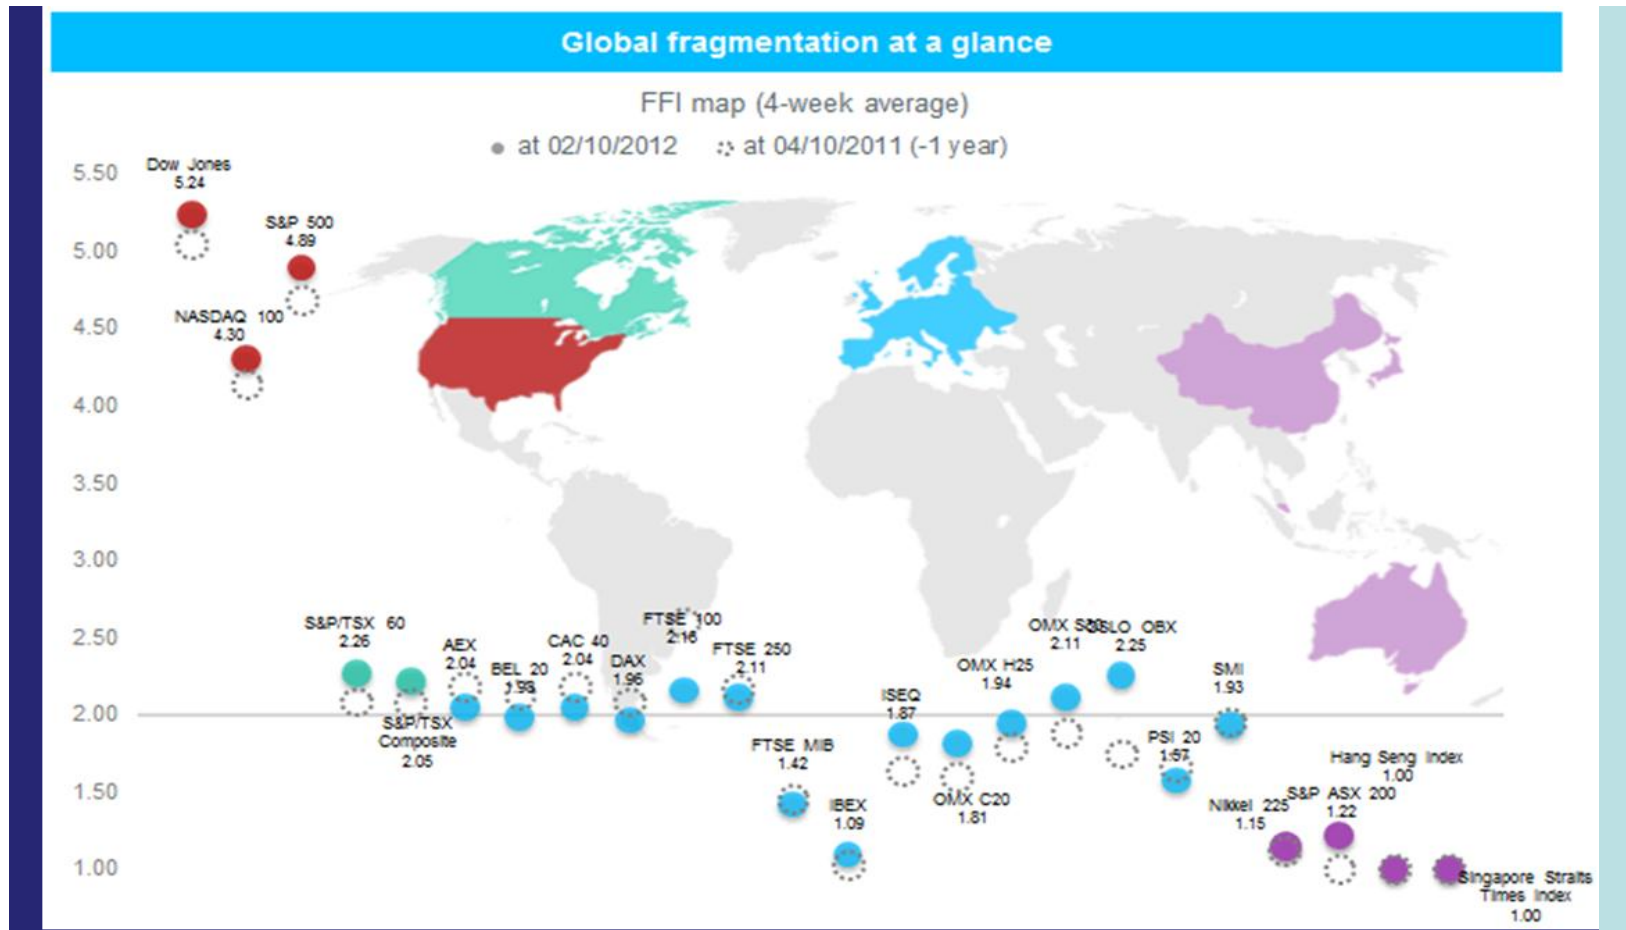 Global fragmentation at a glance
FFI map (4-week average)
at 02/10/2012
at 04/10/2011 (-1 year)
5.50
5.00
4.50
4.00
3.50
3.00
2.50
2.00
1.50
1.00
Dow Jones
5.24
S&P 500
4.89
NASDAQ 100
4.30
S&P/TSX 60
2.26
S&P/TSX
Composite
2.05
AEX
2.04
BEL 20
CAC 40
2.04
DAX
1.96
FTSE 100
2.16
FTSE 250
2.11
FTSE MIB
1.42
IBEX
1.09
ISEQ
1.87
OMX C20
1.81
OMX H25
1.94
OMX
2.11
OSLO OBX
2.25
PSI 20
SMI
1.93
Nikkei 225
1.15
S&P ASX 200
1.22
Hang Seng Index
1.00
Singapore Straits
Times Index
1.00